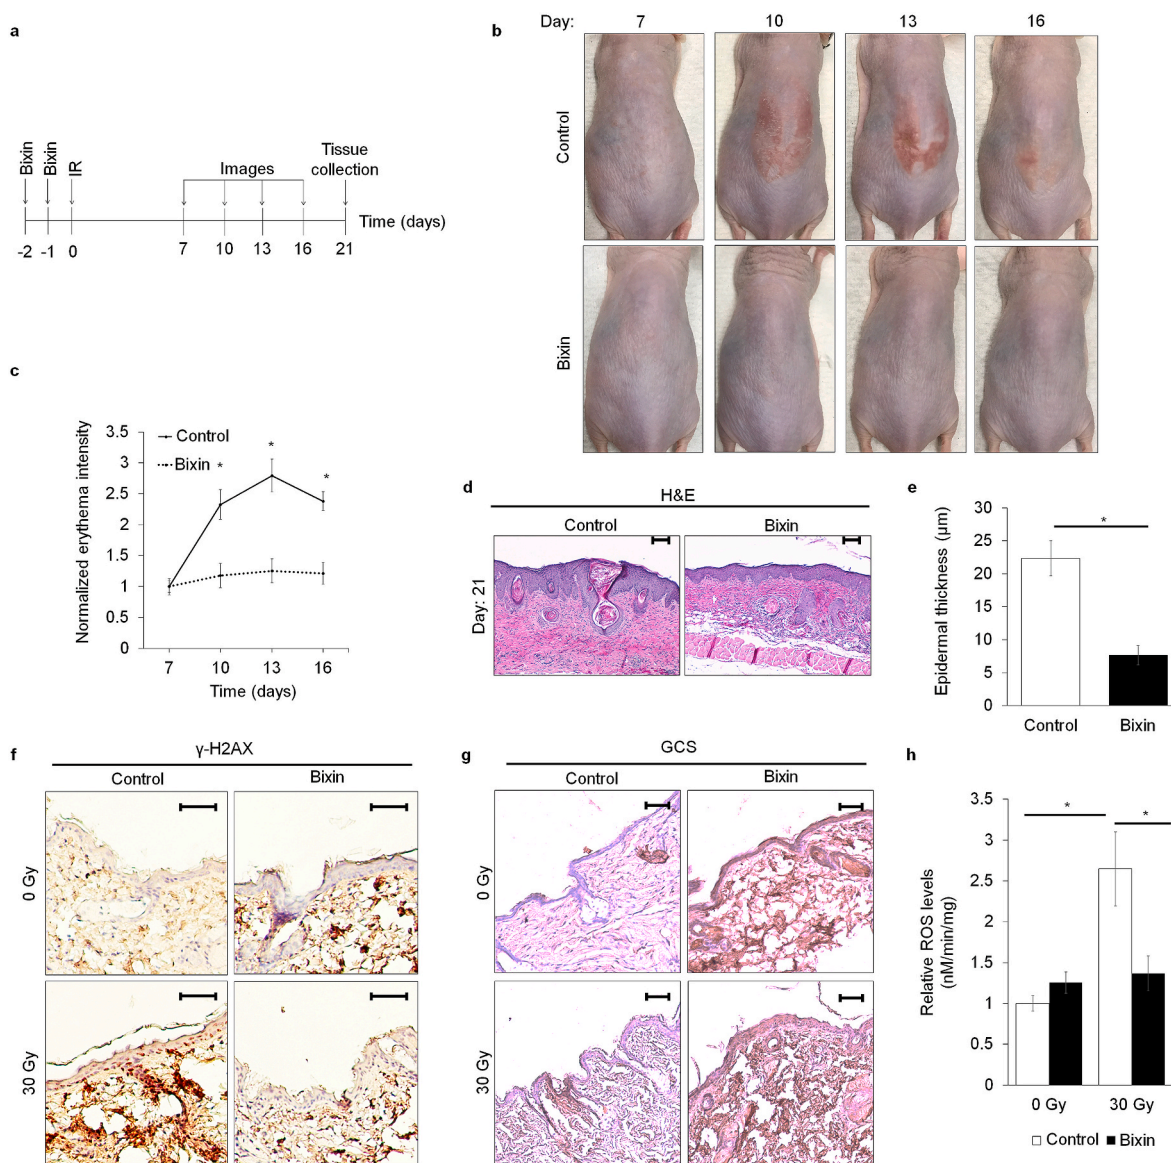 a
Bixin
Bixin
IR
Images
Tissue
collection
Time (days)
-2 -1 0 7 10 13 16 21
b
Day: 7 10 13 16
Control
Bixin
c
Normalized erythema intensity
3.5
3
2.5
2
1.5
1
0.5
0
Control
Bixin
*
*
*
7 10 13 16
Time (days)
d
H&E
Control Bixin
Day: 21
e
Epidermal thickness (µm)
30
25
20
15
10
5
0
*
Control Bixin
f
γ-H2AX
Control Bixin
0 Gy
30 Gy
g
GCS
Control Bixin
0 Gy
30 Gy
h
Relative ROS levels
(nM/min/mg)
3.5
3
2.5
2
1.5
1
0.5
0
*
*
0 Gy 30 Gy
Control Bixin